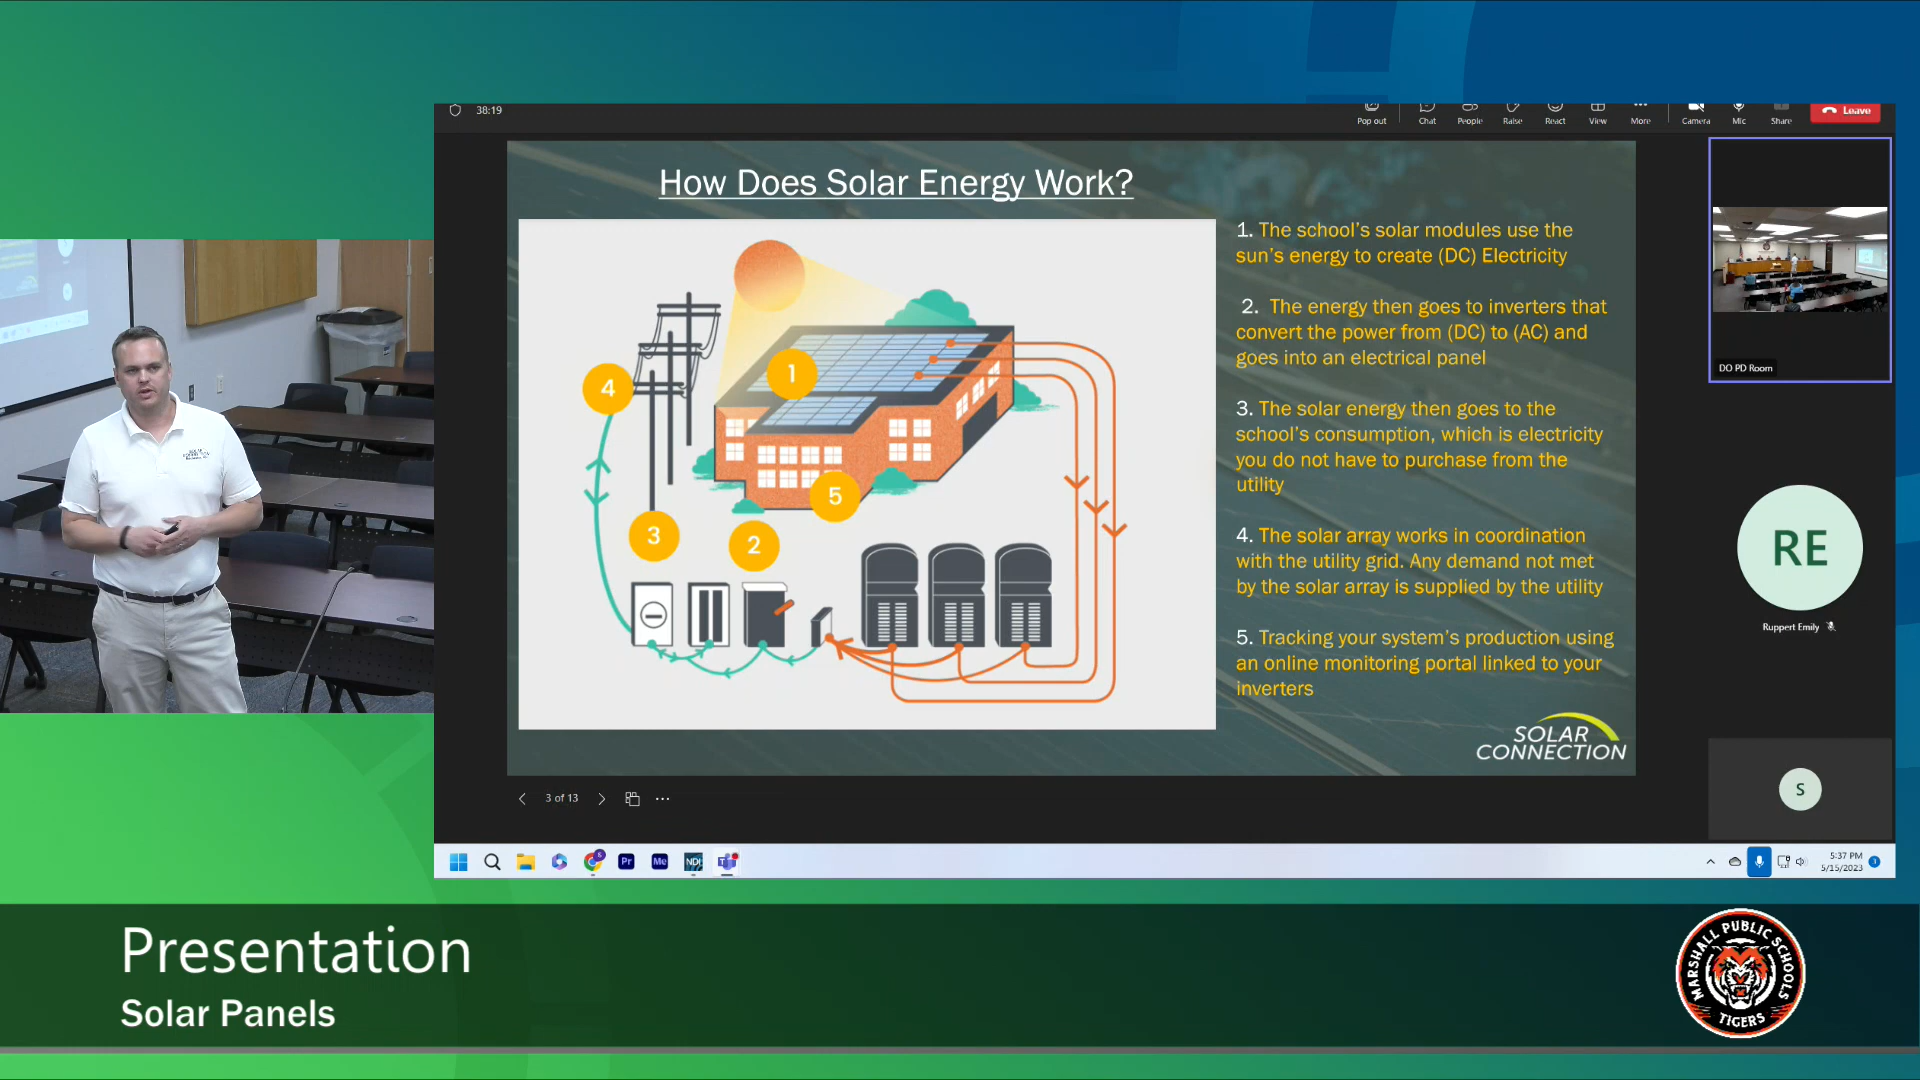 38:19
Pop out
Chat
People
Raise
React
View
More
Camera
Mic
Share
Leave
How Does Solar Energy Work?
1
4
5
3
2
1. The school's solar modules use the
sun's energy to create (DC) Electricity
2. The energy then goes to inverters that
convert the power from (DC) to (AC) and
goes into an electrical panel
3. The solar energy then goes to the
school's consumption, which is electricity
you do not have to purchase from the
utility
4. The solar array works in coordination
with the utility grid. Any demand not met
by the solar array is supplied by the utility
5. Tracking your system's production using
an online monitoring portal linked to your
inverters
SOLAR
CONNECTION
DO PD Room
RE
Ruppert Emily
S
3 of 13
Pr
Me
NDI
5:37 PM
5/15/2023
Presentation
Solar Panels
MARSHALL PUBLIC SCHOOLS
TIGERS